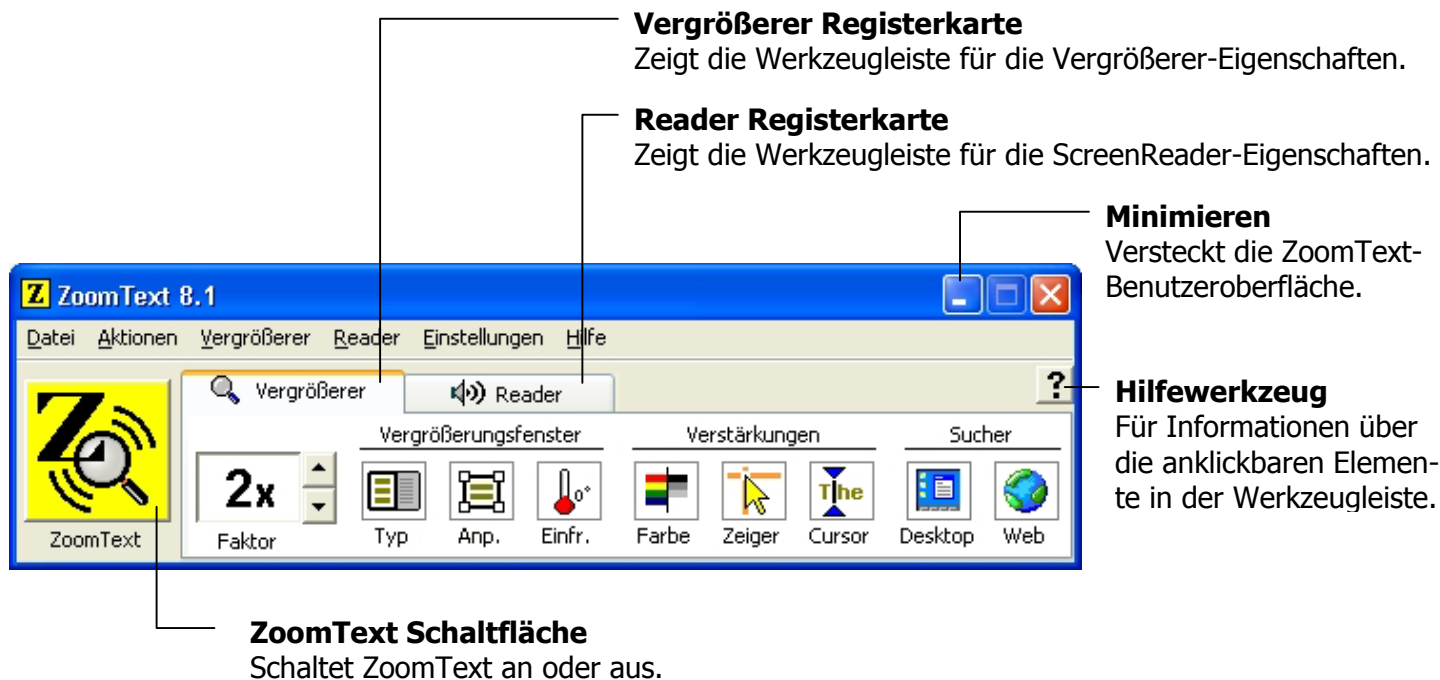 Vergrößerer Registerkarte
Zeigt die Werkzeugleiste für die Vergrößerer-Eigenschaften.
Reader Registerkarte
Zeigt die Werkzeugleiste für die ScreenReader-Eigenschaften.
Minimieren
Versteckt die ZoomText-
Benutzeroberfläche.
Z ZoomText 8.1
Datei Aktionen Vergrößerer Reader Einstellungen Hilfe
Vergrößerer Reader ?
Hilfewerkzeug
Für Informationen über
die anklickbaren Elemen-
te in der Werkzeugleiste.
Z
ZoomText
Vergrößerungsfenster Verstärkungen Sucher
2x
0°
The
Faktor Typ Anp. Einfr. Farbe Zeiger Cursor Desktop Web
ZoomText Schaltfläche
Schaltet ZoomText an oder aus.